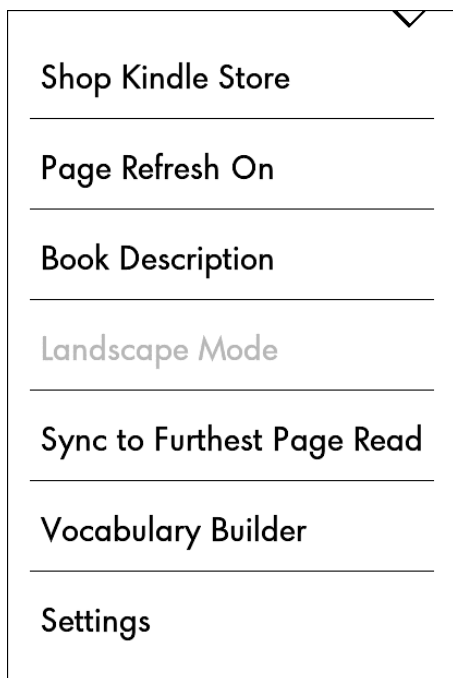 Shop Kindle Store
Page Refresh On
Book Description
Landscape Mode
Sync to Furthest Page Read
Vocabulary Builder
Settings